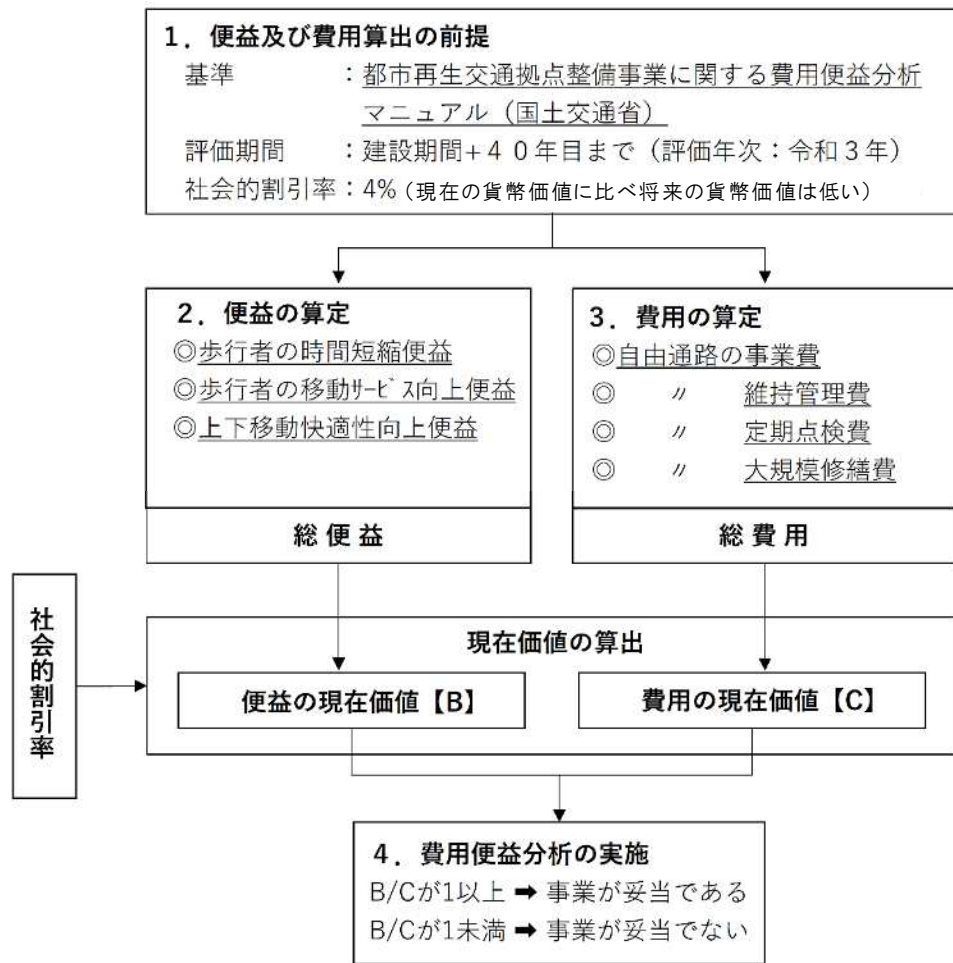 1．便益及び費用算出の前提
基準　　　　：都市再生交通拠点整備事業に関する費用便益分析
マニュアル（国土交通省）
評価期間　　：建設期間+４０年目まで（評価年次：令和３年）
社会的割引率：4%（現在の貨幣価値に比べ将来の貨幣価値は低い）
2．便益の算定
◎歩行者の時間短縮便益
◎歩行者の移動ｻｰﾋﾞｽ向上便益
◎上下移動快適性向上便益
総 便 益
3．費用の算定
◎自由通路の事業費
◎　〃　維持管理費
◎　〃　定期点検費
◎　〃　大規模修繕費
総 費 用
社会的割引率
現在価値の算出
便益の現在価値【B】
費用の現在価値【C】
4．費用便益分析の実施
B/Cが1以上 ➡ 事業が妥当である
B/Cが1未満 ➡ 事業が妥当でない